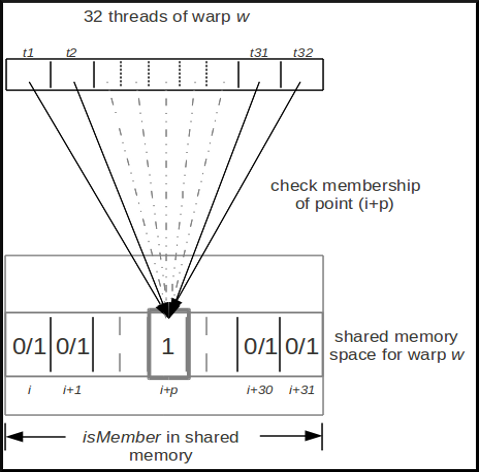 32 threads of warp w
t1 t2 t31 t32
check membership
of point (i+p)
0/1 0/1 1 0/1 0/1
shared memory
space for warp w
i i+1 i+p i+30 i+31
isMember in shared
memory